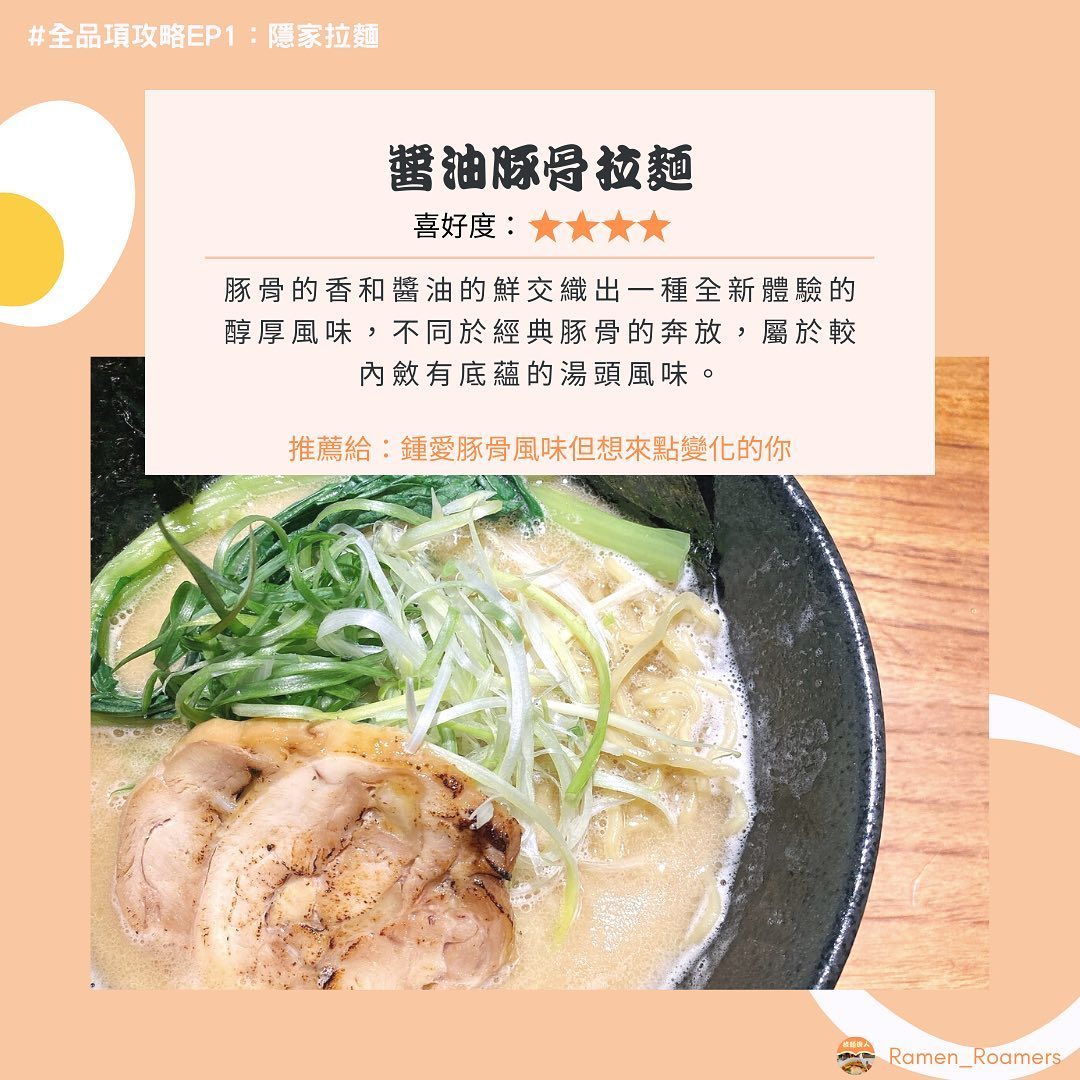 #全品項攻略EP1：隱家拉麵
醬油豚骨拉麵
喜好度：★★★★
豚骨的香和醬油的鮮交織出一種全新體驗的
醇厚風味，不同於經典豚骨的奔放，屬於較
內斂有底蘊的湯頭風味。
推薦給：鍾愛豚骨風味但想來點變化的你
Ramen_Roamers